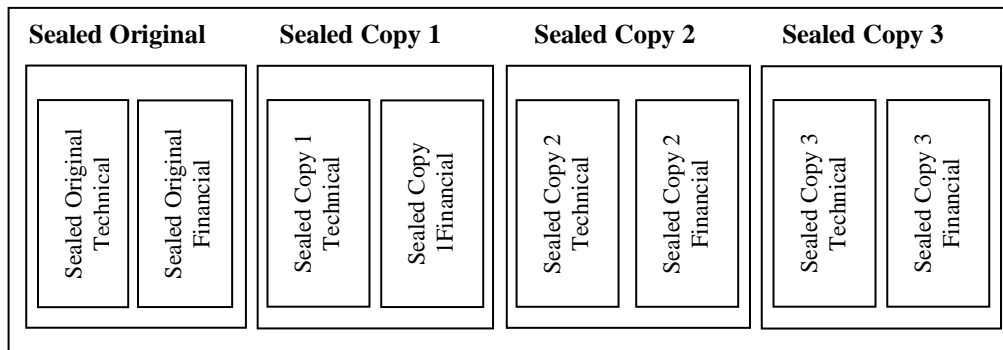 Sealed Original
Sealed Copy 1
Sealed Copy 2
Sealed Copy 3
Sealed Original
Technical
Sealed Original
Financial
Sealed Copy 1
Technical
Sealed Copy
1Financial
Sealed Copy 2
Technical
Sealed Copy 2
Financial
Sealed Copy 3
Technical
Sealed Copy 3
Financial